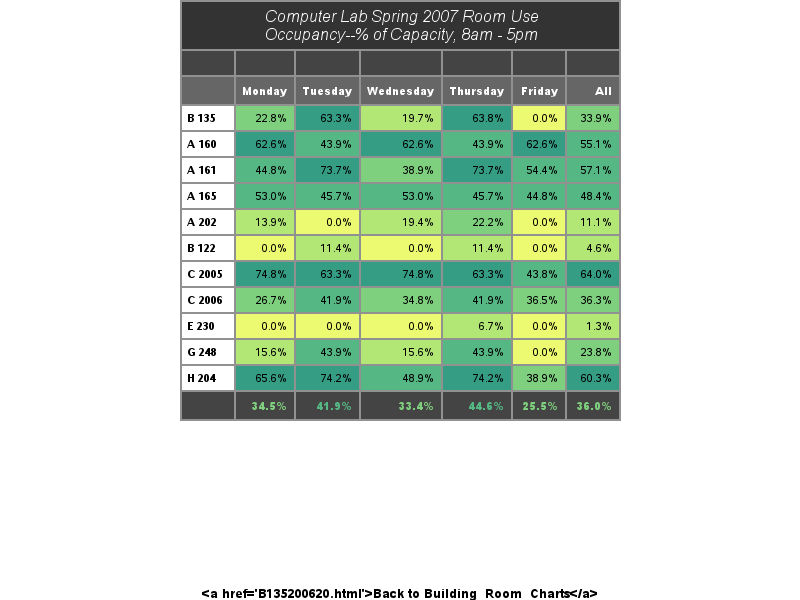 Computer Lab Spring 2007 Room Use
Occupancy--% of Capacity, 8am - 5pm
Monday Tuesday Wednesday Thursday Friday All
B 135 22.8% 63.3% 19.7% 63.8% 0.0% 33.9%
A 160 62.6% 43.9% 62.6% 43.9% 62.6% 55.1%
A 161 44.8% 73.7% 38.9% 73.7% 54.4% 57.1%
A 165 53.0% 45.7% 53.0% 45.7% 44.8% 48.4%
A 202 13.9% 0.0% 19.4% 22.2% 0.0% 11.1%
B 122 0.0% 11.4% 0.0% 11.4% 0.0% 4.6%
C 2005 74.8% 63.3% 74.8% 63.3% 43.8% 64.0%
C 2006 26.7% 41.9% 34.8% 41.9% 36.5% 36.3%
E 230 0.0% 0.0% 0.0% 6.7% 0.0% 1.3%
G 248 15.6% 43.9% 15.6% 43.9% 0.0% 23.8%
H 204 65.6% 74.2% 48.9% 74.2% 38.9% 60.3%
34.5% 41.9% 33.4% 44.6% 25.5% 36.0%
<a href='B135200620.html'>Back to Building  Room  Charts</a>